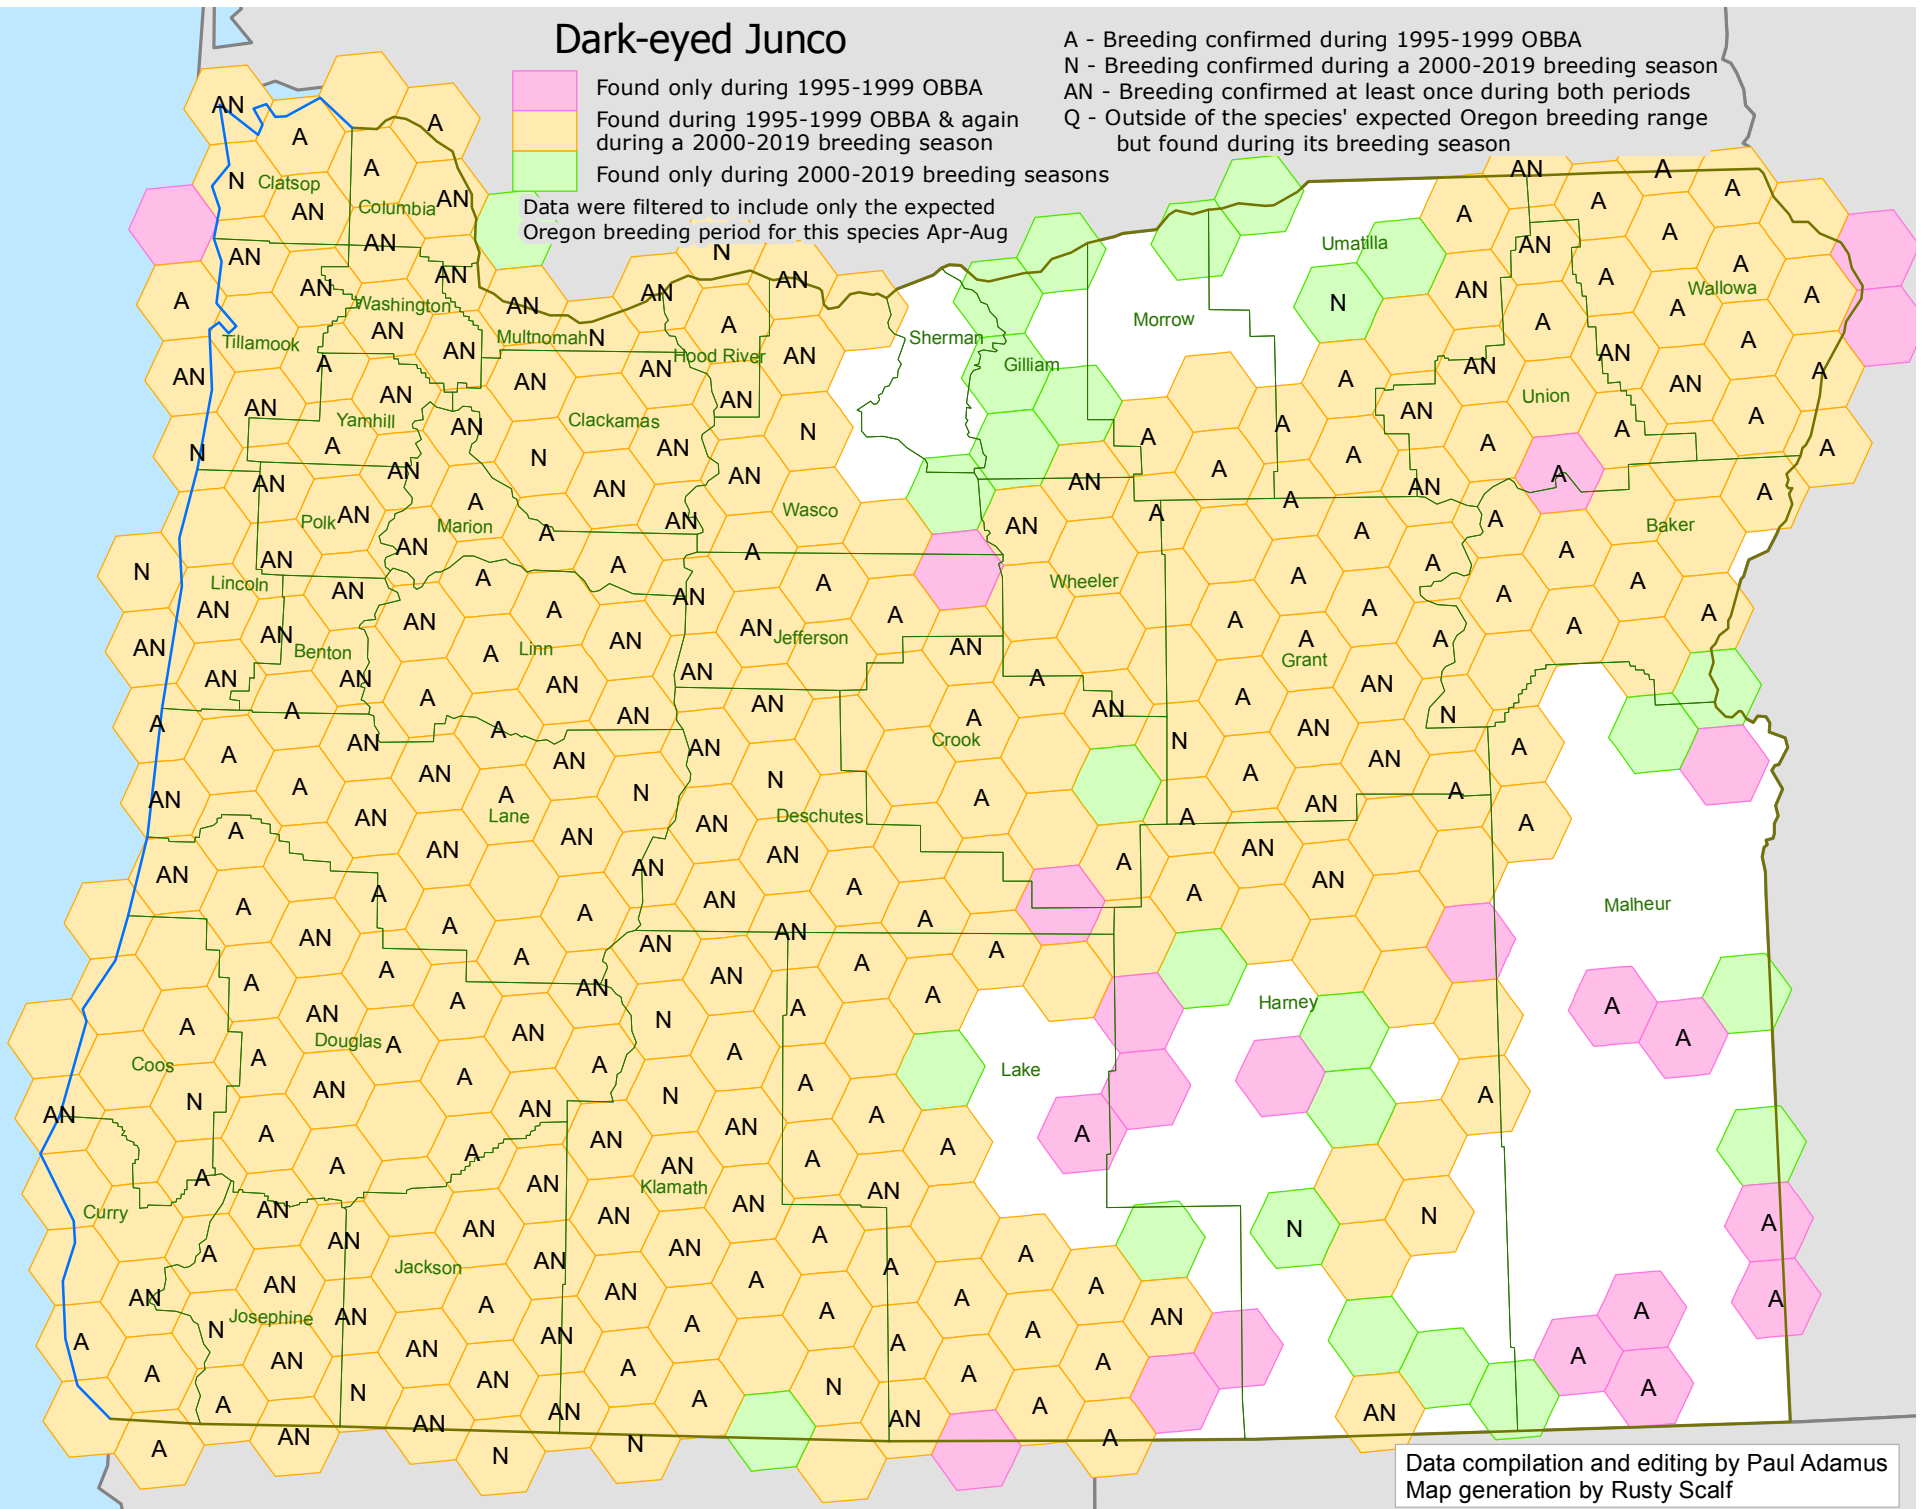 Dark-eyed Junco
Found only during 1995-1999 OBBA
Found during 1995-1999 OBBA & again
during a 2000-2019 breeding season
Found only during 2000-2019 breeding seasons
Data were filtered to include only the expected
Oregon breeding period for this species Apr-Aug
A - Breeding confirmed during 1995-1999 OBBA
N - Breeding confirmed during a 2000-2019 breeding season
AN - Breeding confirmed at least once during both periods
Q - Outside of the species' expected Oregon breeding range
but found during its breeding season
Clatsop
Columbia
Washington
Tillamook
Multnomah
Hood River
Sherman
Gilliam
Morrow
Umatilla
Wallowa
Union
Yamhill
Clackamas
Polk
Marion
Wasco
Baker
Lincoln
Benton
Linn
Jefferson
Wheeler
Grant
Crook
Lane
Deschutes
Malheur
Harney
Lake
Coos
Douglas
Klamath
Curry
Jackson
Josephine
Data compilation and editing by Paul Adamus
Map generation by Rusty Scalf